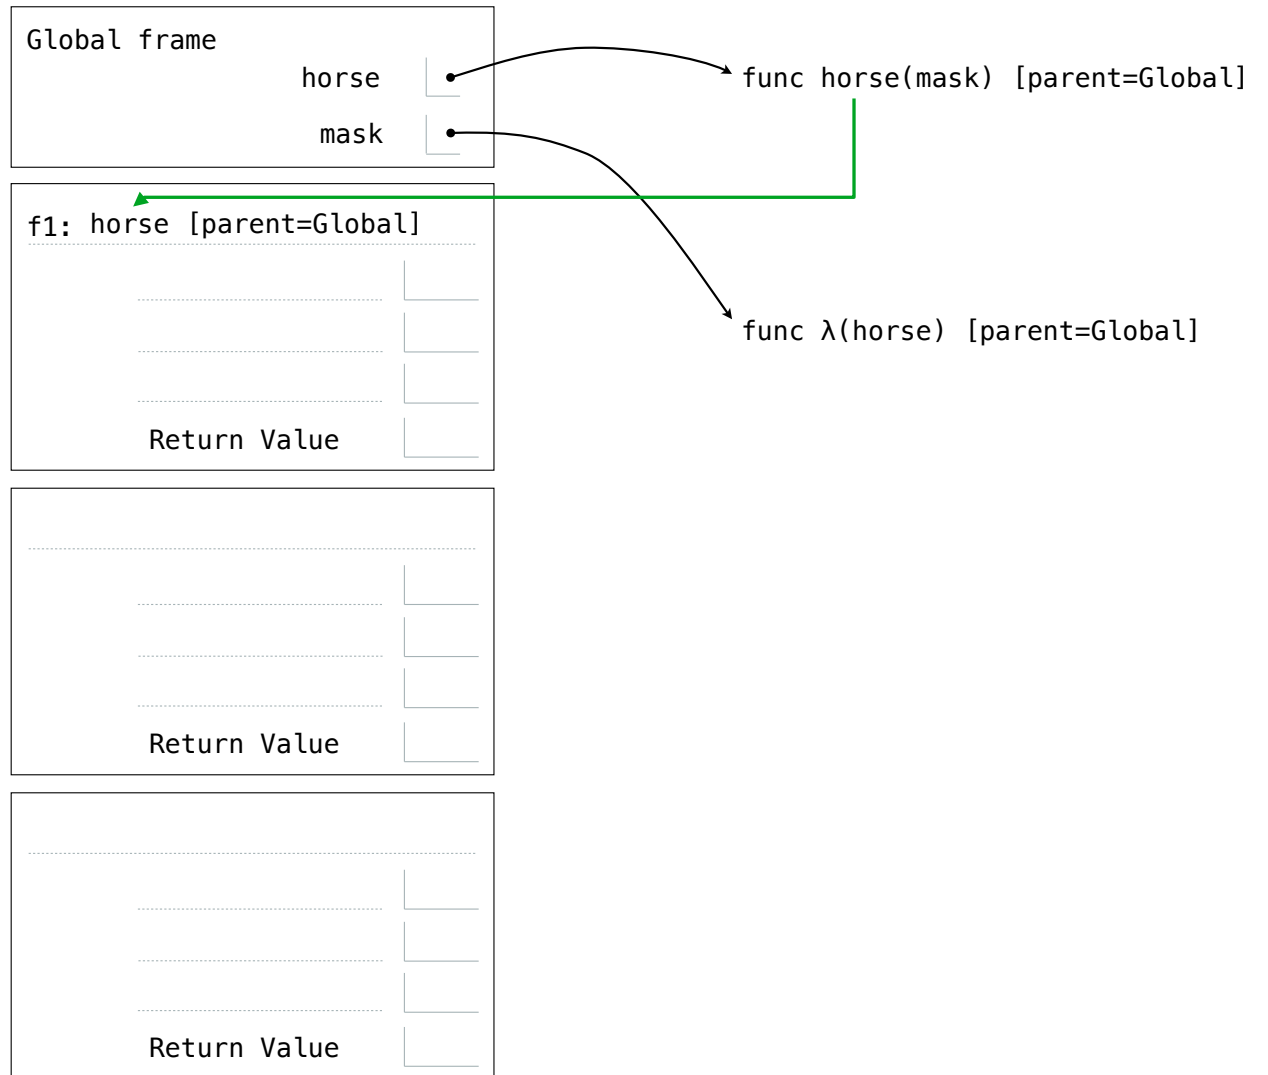 Global frame
horse
func horse(mask) [parent=Global]
mask
f1: horse [parent=Global]
func λ(horse) [parent=Global]
Return Value
Return Value
Return Value